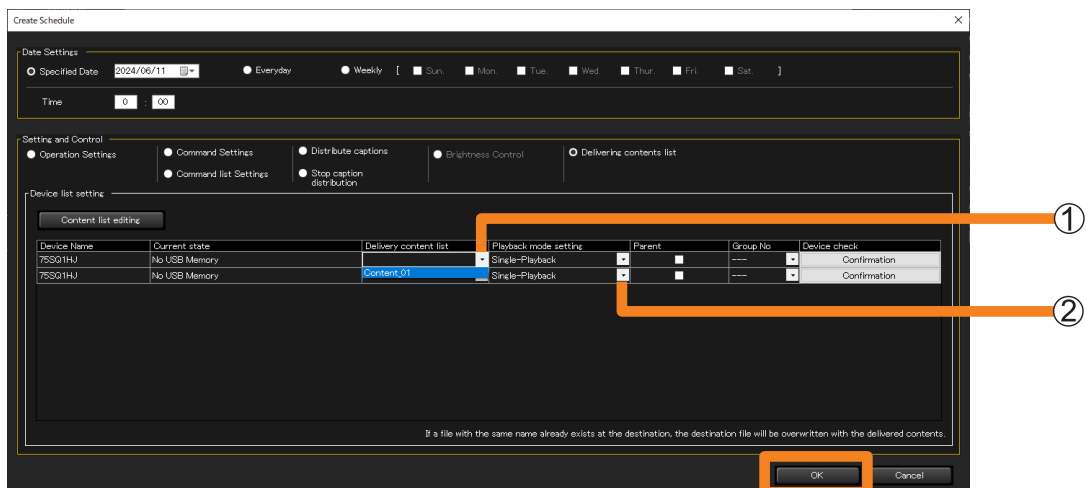 Create Schedule
Date Settings
Specified Date 2024/06/11 Everyday Weekly [ Sun. Mon. Tue. Wed. Thur. Fri. Sat. ]
Time 0 : 00
Setting and Control
Operation Settings Command Settings Distribute captions Brightness Control Delivering contents list
Command list Settings Stop caption
distribution
Device list setting
Content list editing
①
Device Name Current state Delivery content list Playback mode setting Parent Group No Device check
75SQ1HJ No USB Memory Single-Playback --- Confirmation
75SQ1HJ No USB Memory Content_01 Single-Playback --- Confirmation
②
If a file with the same name already exists at the destination, the destination file will be overwritten with the delivered contents.
OK Cancel